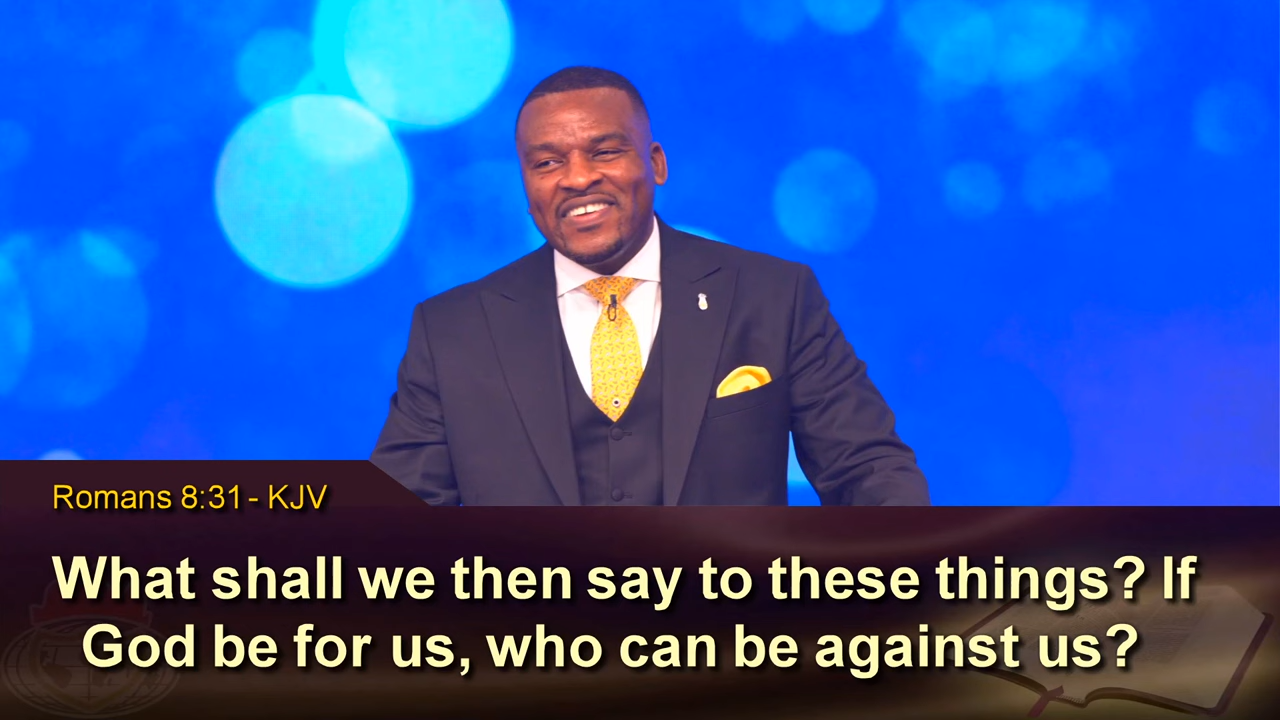 Romans 8:31 - KJV
What shall we then say to these things? If
God be for us, who can be against us?